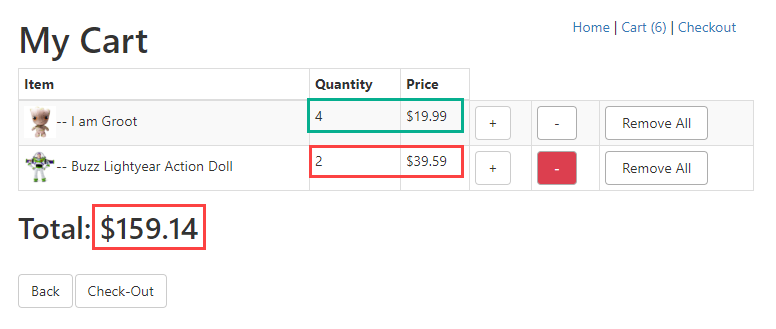 My Cart
Home | Cart (6) | Checkout
Item Quantity Price
-- I am Groot 4 $19.99 + - Remove All
-- Buzz Lightyear Action Doll 2 $39.59 + - Remove All
Total: $159.14
Back Check-Out